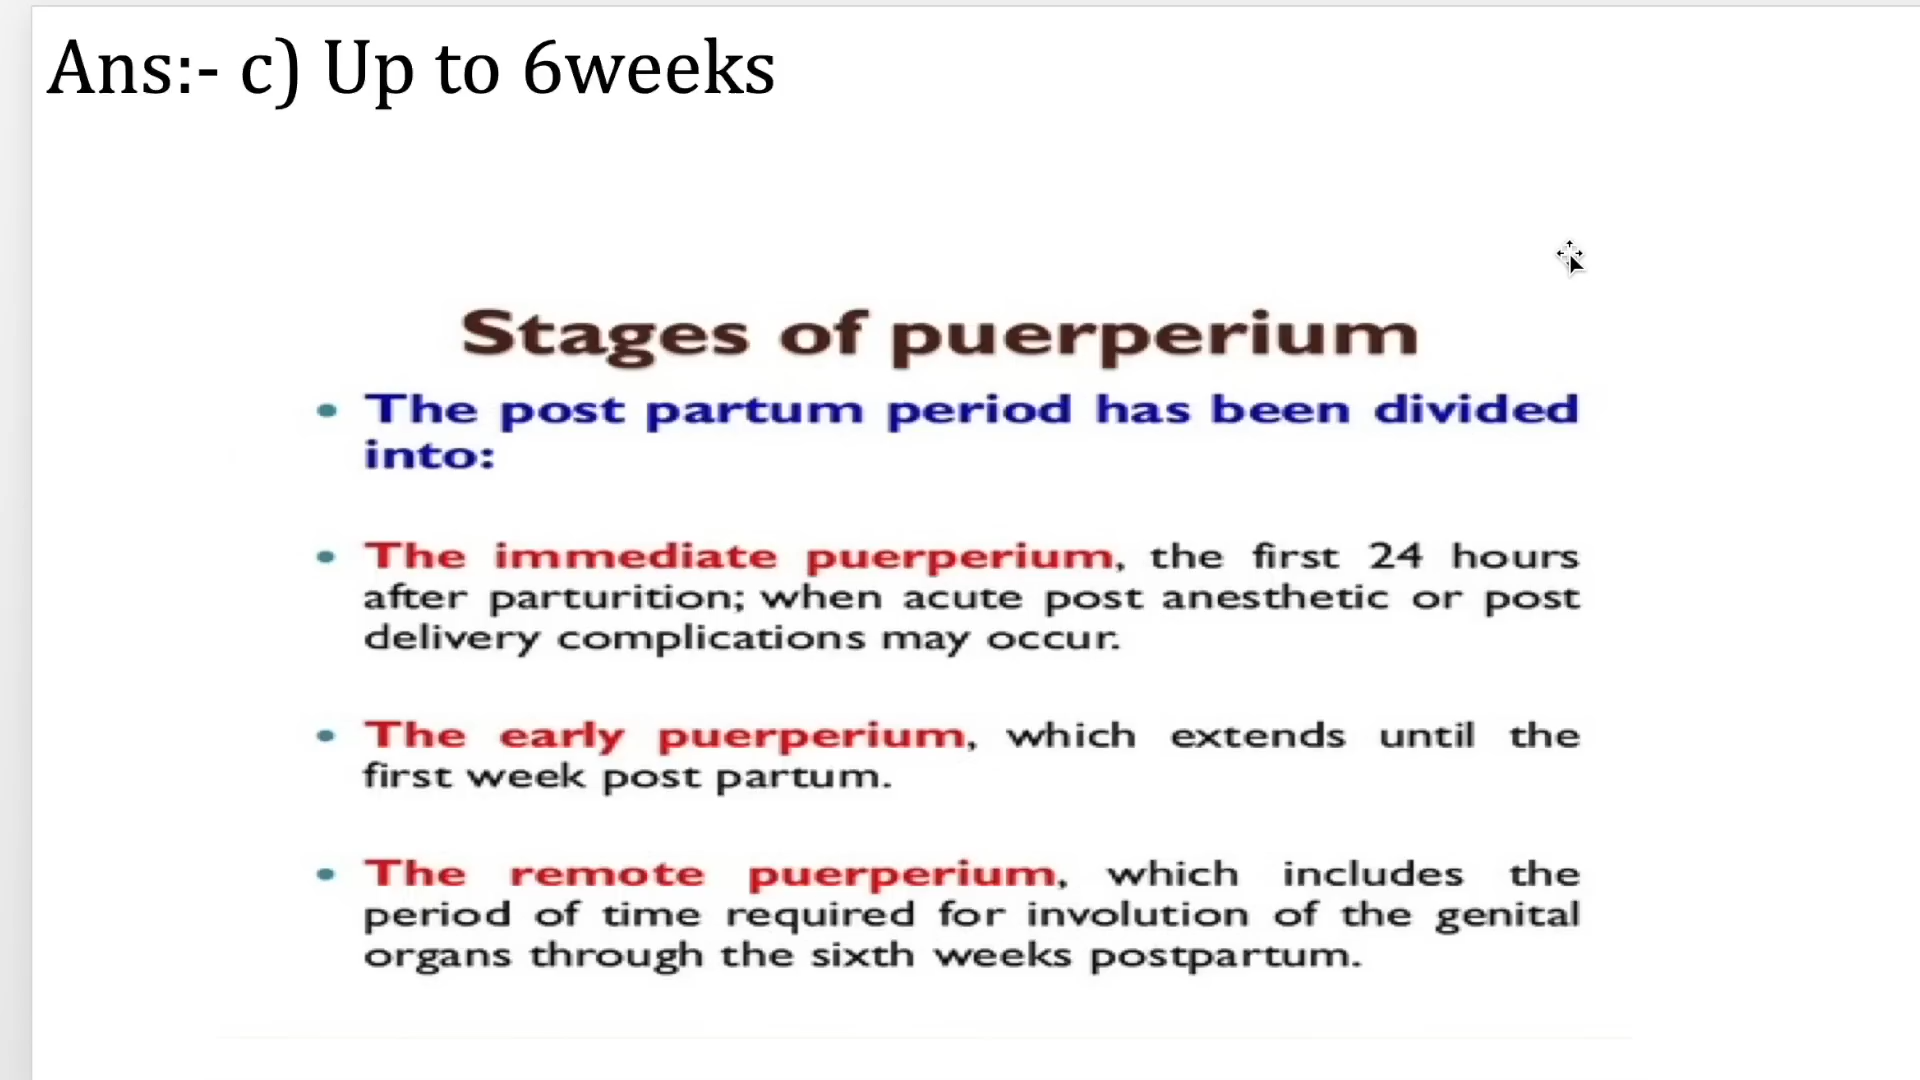 Ans:- c) Up to 6weeks
Stages of puerperium
• The post partum period has been divided
into:
• The immediate puerperium, the first 24 hours
after parturition; when acute post anesthetic or post
delivery complications may occur.
• The early puerperium, which extends until the
first week post partum.
• The remote puerperium, which includes the
period of time required for involution of the genital
organs through the sixth weeks postpartum.